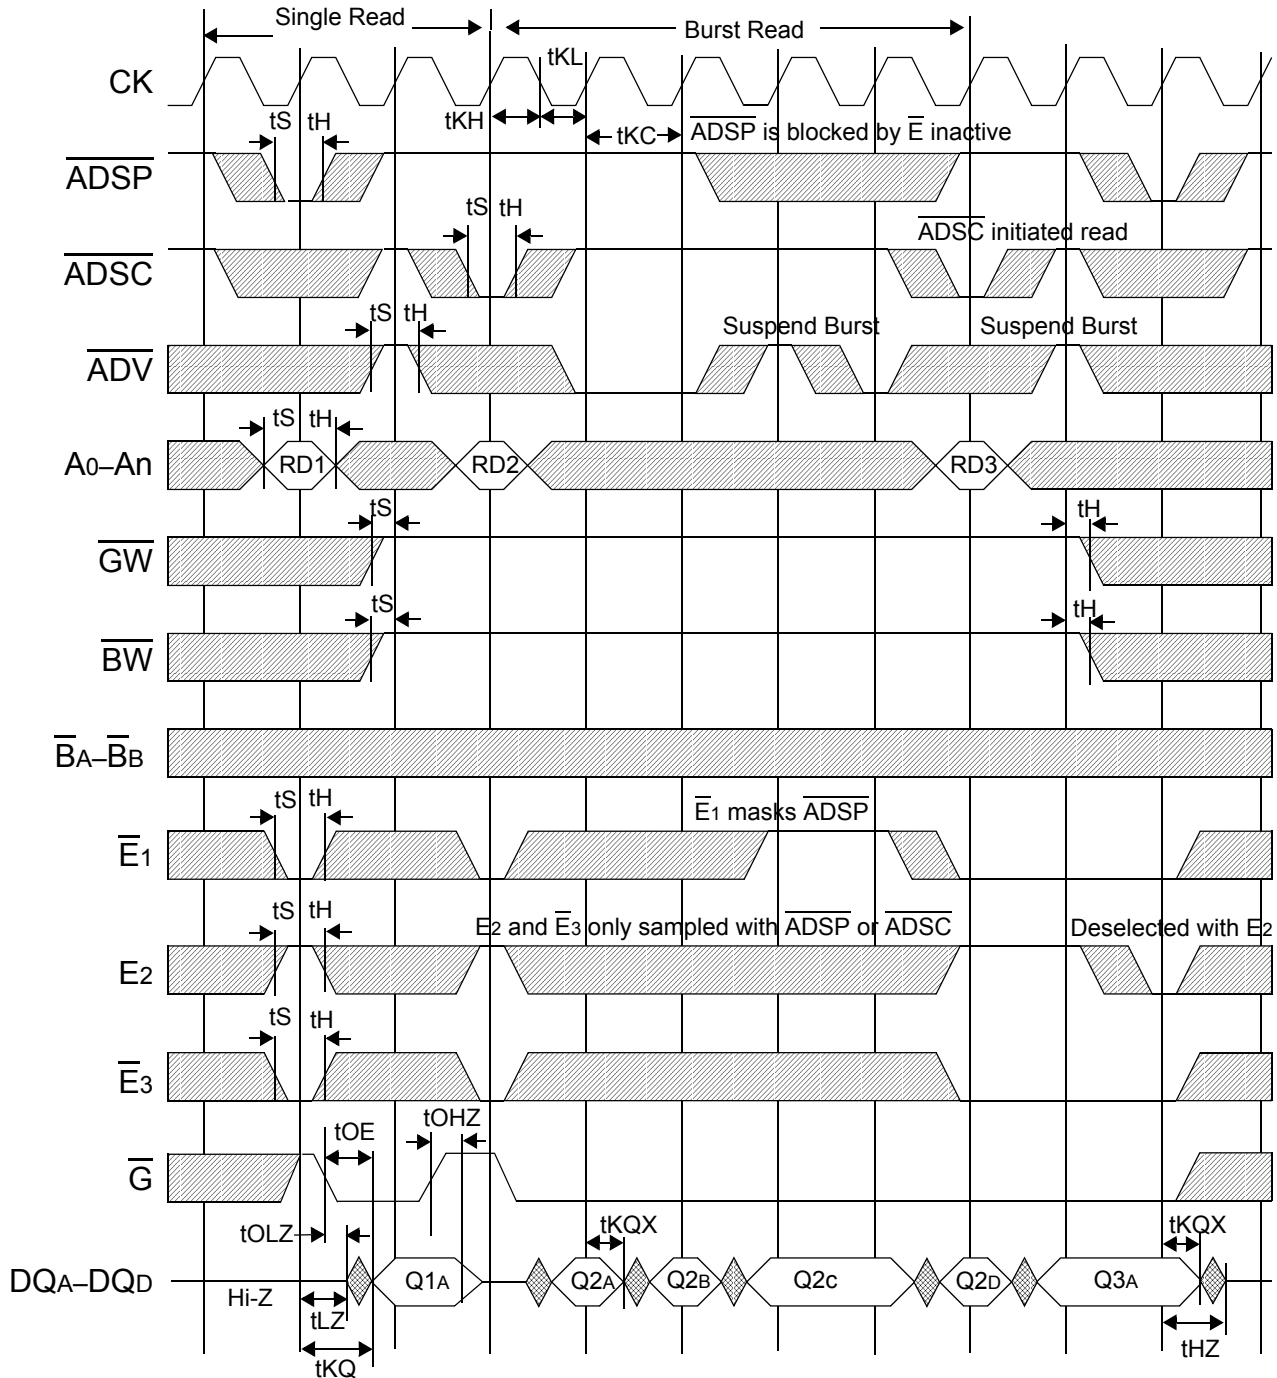 Single Read
Burst Read
CK
tKL
tS tH
tKH
tKC
ADSP is blocked by E inactive
ADSP
tS tH
ADSC initiated read
ADSC
tS tH
Suspend Burst
Suspend Burst
ADV
tS tH
A0–An
RD1
RD2
RD3
tS
tH
GW
tS
tH
BW
BA–BB
tS tH
E1 masks ADSP
E1
tS tH
E2 and E3 only sampled with ADSP or ADSC
Deselected with E2
E2
tS tH
E3
tOE
tOHZ
G
tOLZ
tKQX
tKQX
DQA–DQD
Q1A
Q2A
Q2B
Q2C
Q2D
Q3A
Hi-Z
tLZ
tHZ
tKQ